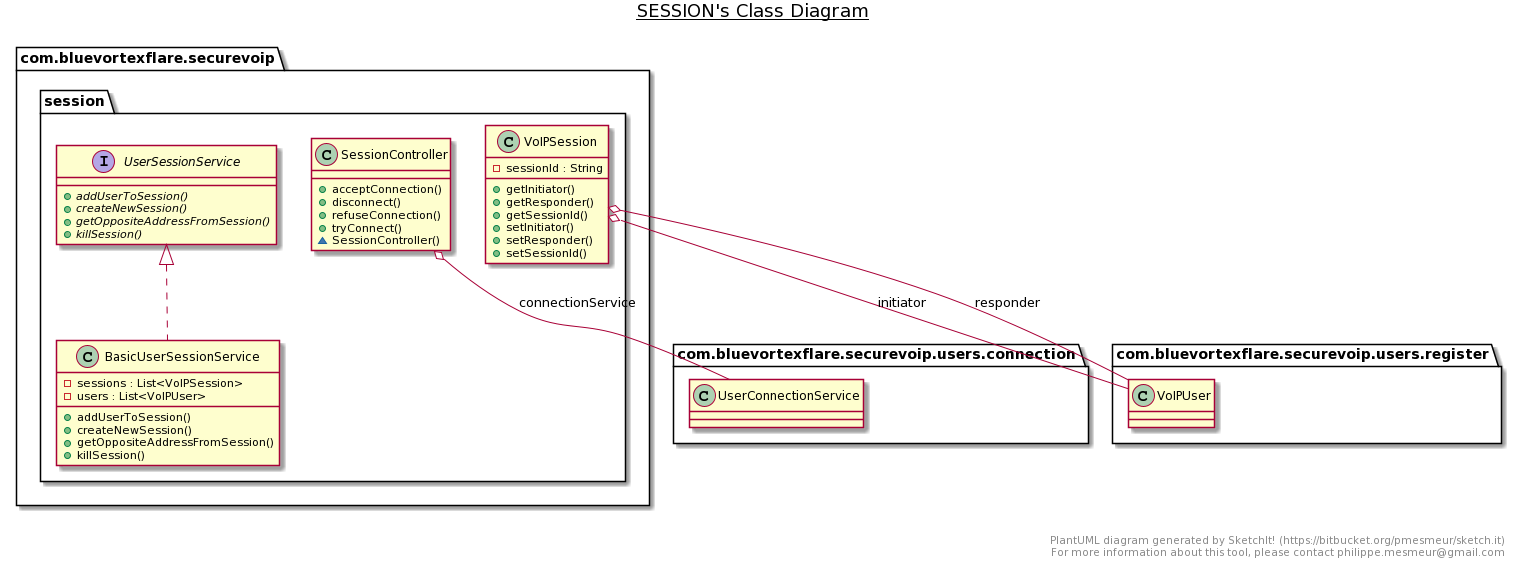 SESSION's Class Diagram
com.bluevortexflare.securevoip
session
I UserSessionService
addUserToSession()
createNewSession()
getOppositeAddressFromSession()
killSession()
C SessionController
acceptConnection()
disconnect()
refuseConnection()
tryConnect()
SessionController()
C VoIPSession
sessionId : String
getInitiator()
getResponder()
getSessionId()
setInitiator()
setResponder()
setSessionId()
connectionService
initiator
responder
C BasicUserSessionService
sessions : List<VoIPSession>
users : List<VoIPUser>
addUserToSession()
createNewSession()
getOppositeAddressFromSession()
killSession()
com.bluevortexflare.securevoip.users.connection
C UserConnectionService
com.bluevortexflare.securevoip.users.register
C VoIPUser
PlantUML diagram generated by SketchIt! (https://bitbucket.org/pmesmeur/sketch.it)
For more information about this tool, please contact philippe.mesmeur@gmail.com